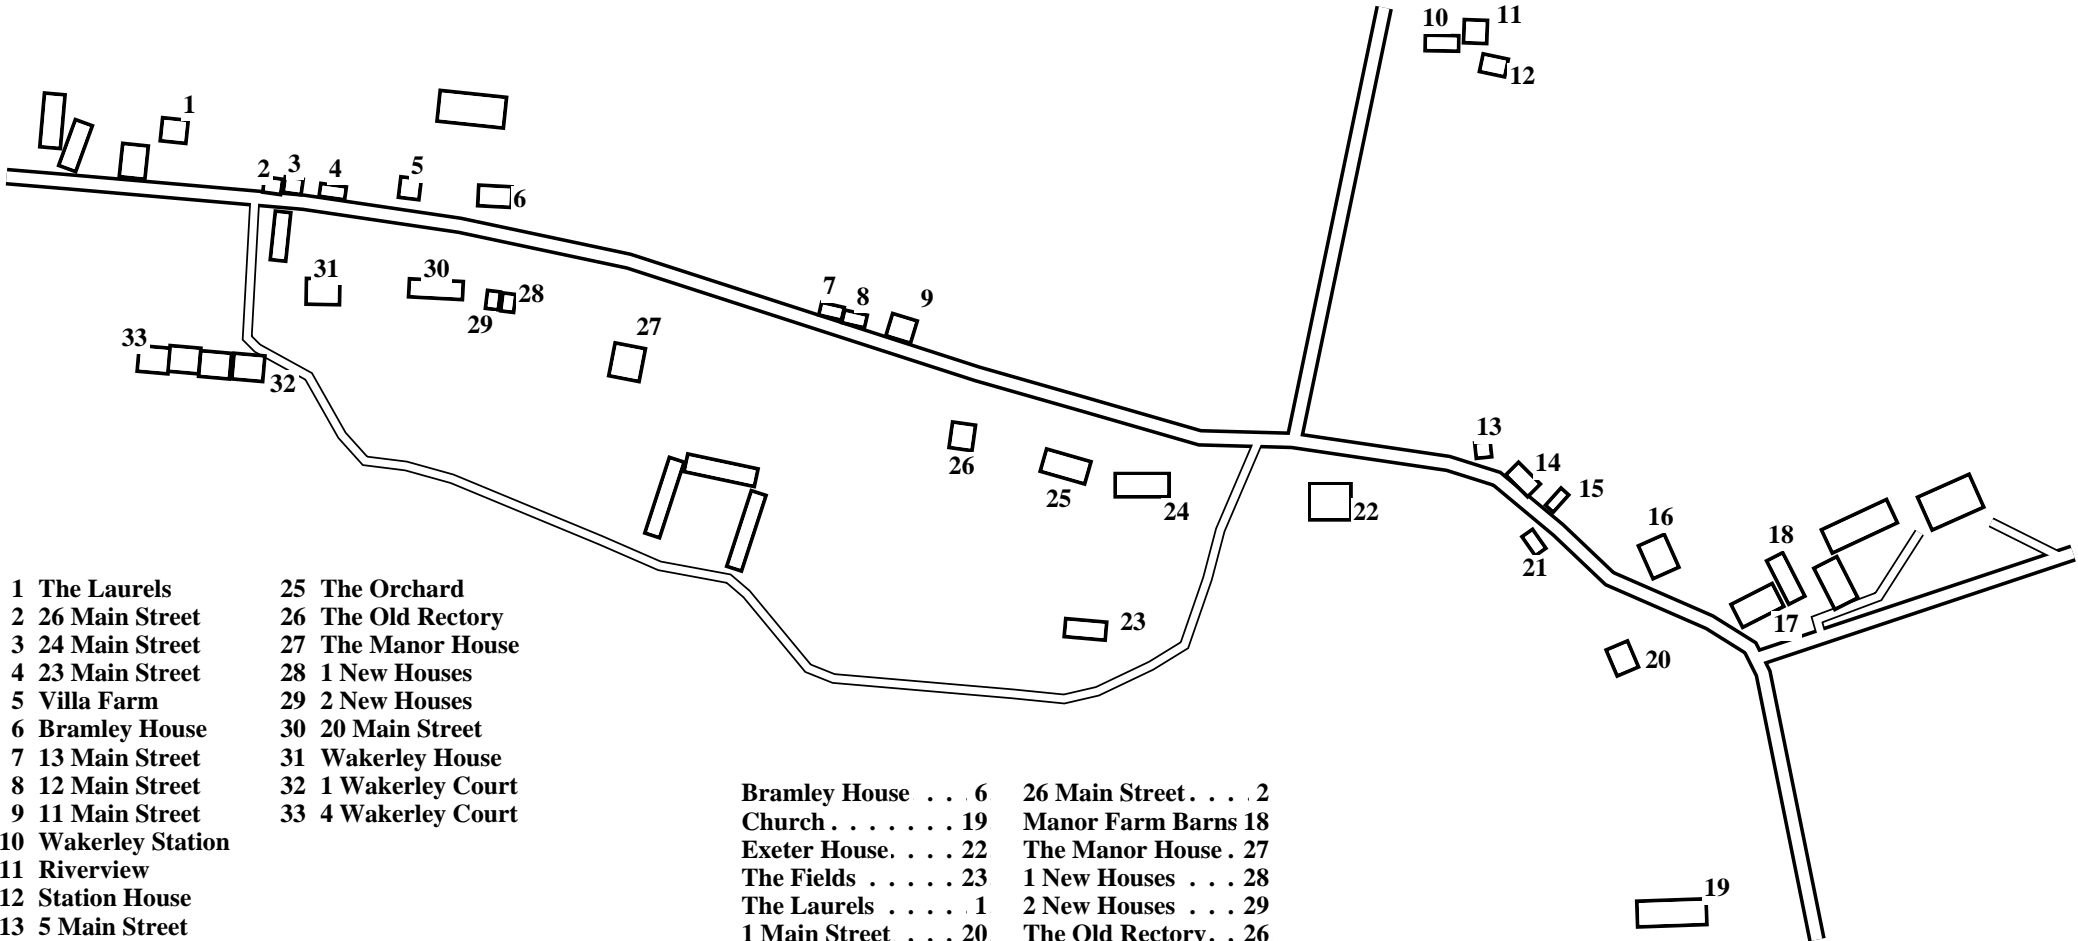 10
11
12
1
2
3
4
5
6
7
8
9
31
30
28
29
27
33
32
26
25
24
23
13
14
15
22
21
16
18
17
20
19
1 The Laurels
2 26 Main Street
3 24 Main Street
4 23 Main Street
5 Villa Farm
6 Bramley House
7 13 Main Street
8 12 Main Street
9 11 Main Street
10 Wakerley Station
11 Riverview
12 Station House
13 5 Main Street
25 The Orchard
26 The Old Rectory
27 The Manor House
28 1 New Houses
29 2 New Houses
30 20 Main Street
31 Wakerley House
32 1 Wakerley Court
33 4 Wakerley Court
Bramley House . . . 6
Church . . . . . . . 19
Exeter House. . . . 22
The Fields . . . . . 23
The Laurels . . . . . 1
1 Main Street. . . . 20
26 Main Street. . . . 2
Manor Farm Barns 18
The Manor House . 27
1 New Houses . . . 28
2 New Houses . . . 29
The Old Rectory. . 26